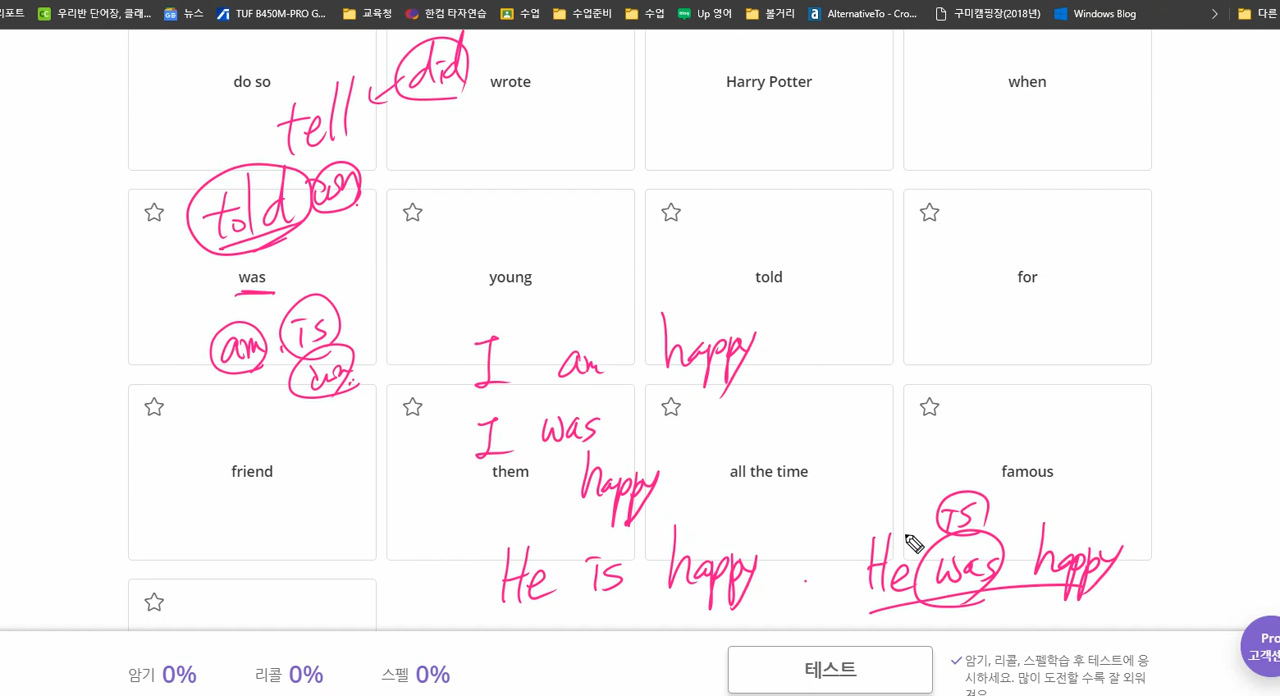 리포트 우리반 단어장, 클래... 뉴스 TUF B450M-PRO G... 교육청 한컴 타자연습 수업 수업준비 수업 Up 영어 볼거리 AlternativeTo - Cro... 구미캠핑장(2018년) Windows Blog 다른
do so wrote Harry Potter when
did
tell
told
was young told for
am is
I am happy
I was
happy
friend them all the time famous
is
He is happy . He was happy
암기 0% 리콜 0% 스펠 0% 테스트
암기, 리콜, 스펠학습 후 테스트에 응
시하세요. 많이 도전할 수록 잘 외워
져요
Pro
고객센